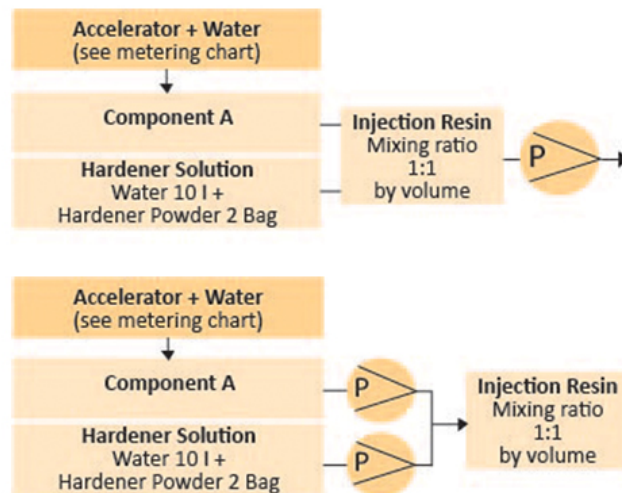 Accelerator + Water
(see metering chart)
Component A
Hardener Solution
Water 10 l +
Hardener Powder 2 Bag
Injection Resin
Mixing ratio
1:1
by volume
P
Accelerator + Water
(see metering chart)
Component A
Hardener Solution
Water 10 l +
Hardener Powder 2 Bag
P
P
Injection Resin
Mixing ratio
1:1
by volume